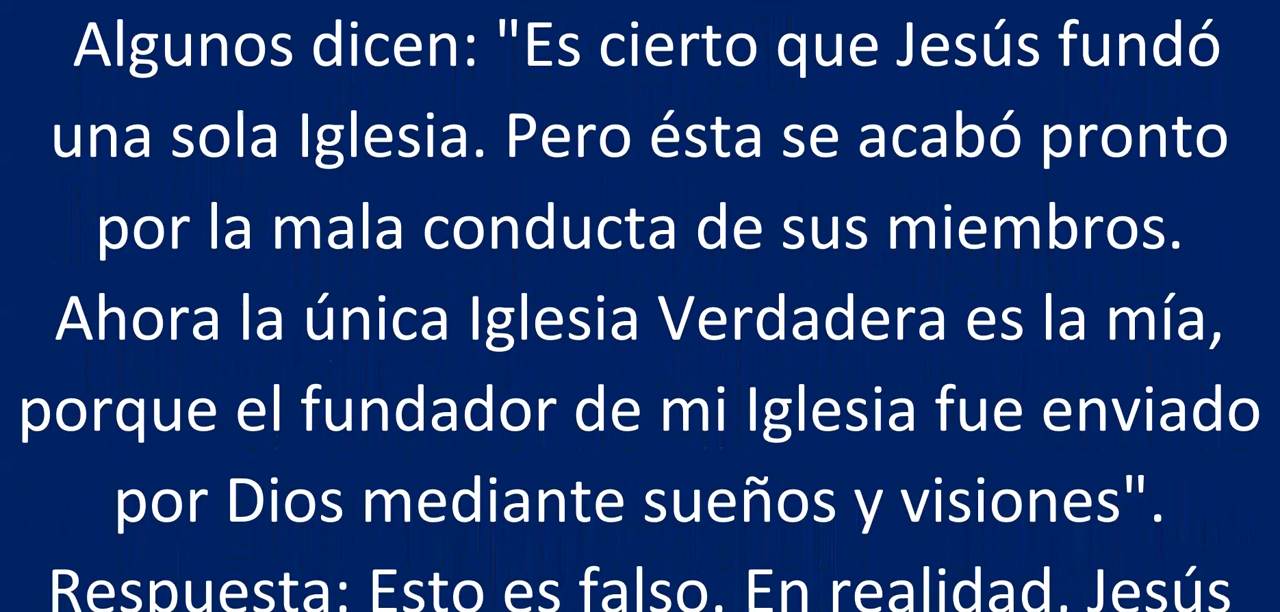 Algunos dicen: "Es cierto que Jesús fundó
una sola Iglesia. Pero ésta se acabó pronto
por la mala conducta de sus miembros.
Ahora la única Iglesia Verdadera es la mía,
porque el fundador de mi Iglesia fue enviado
por Dios mediante sueños y visiones".
Respuesta: Esto es falso. En realidad, Jesús